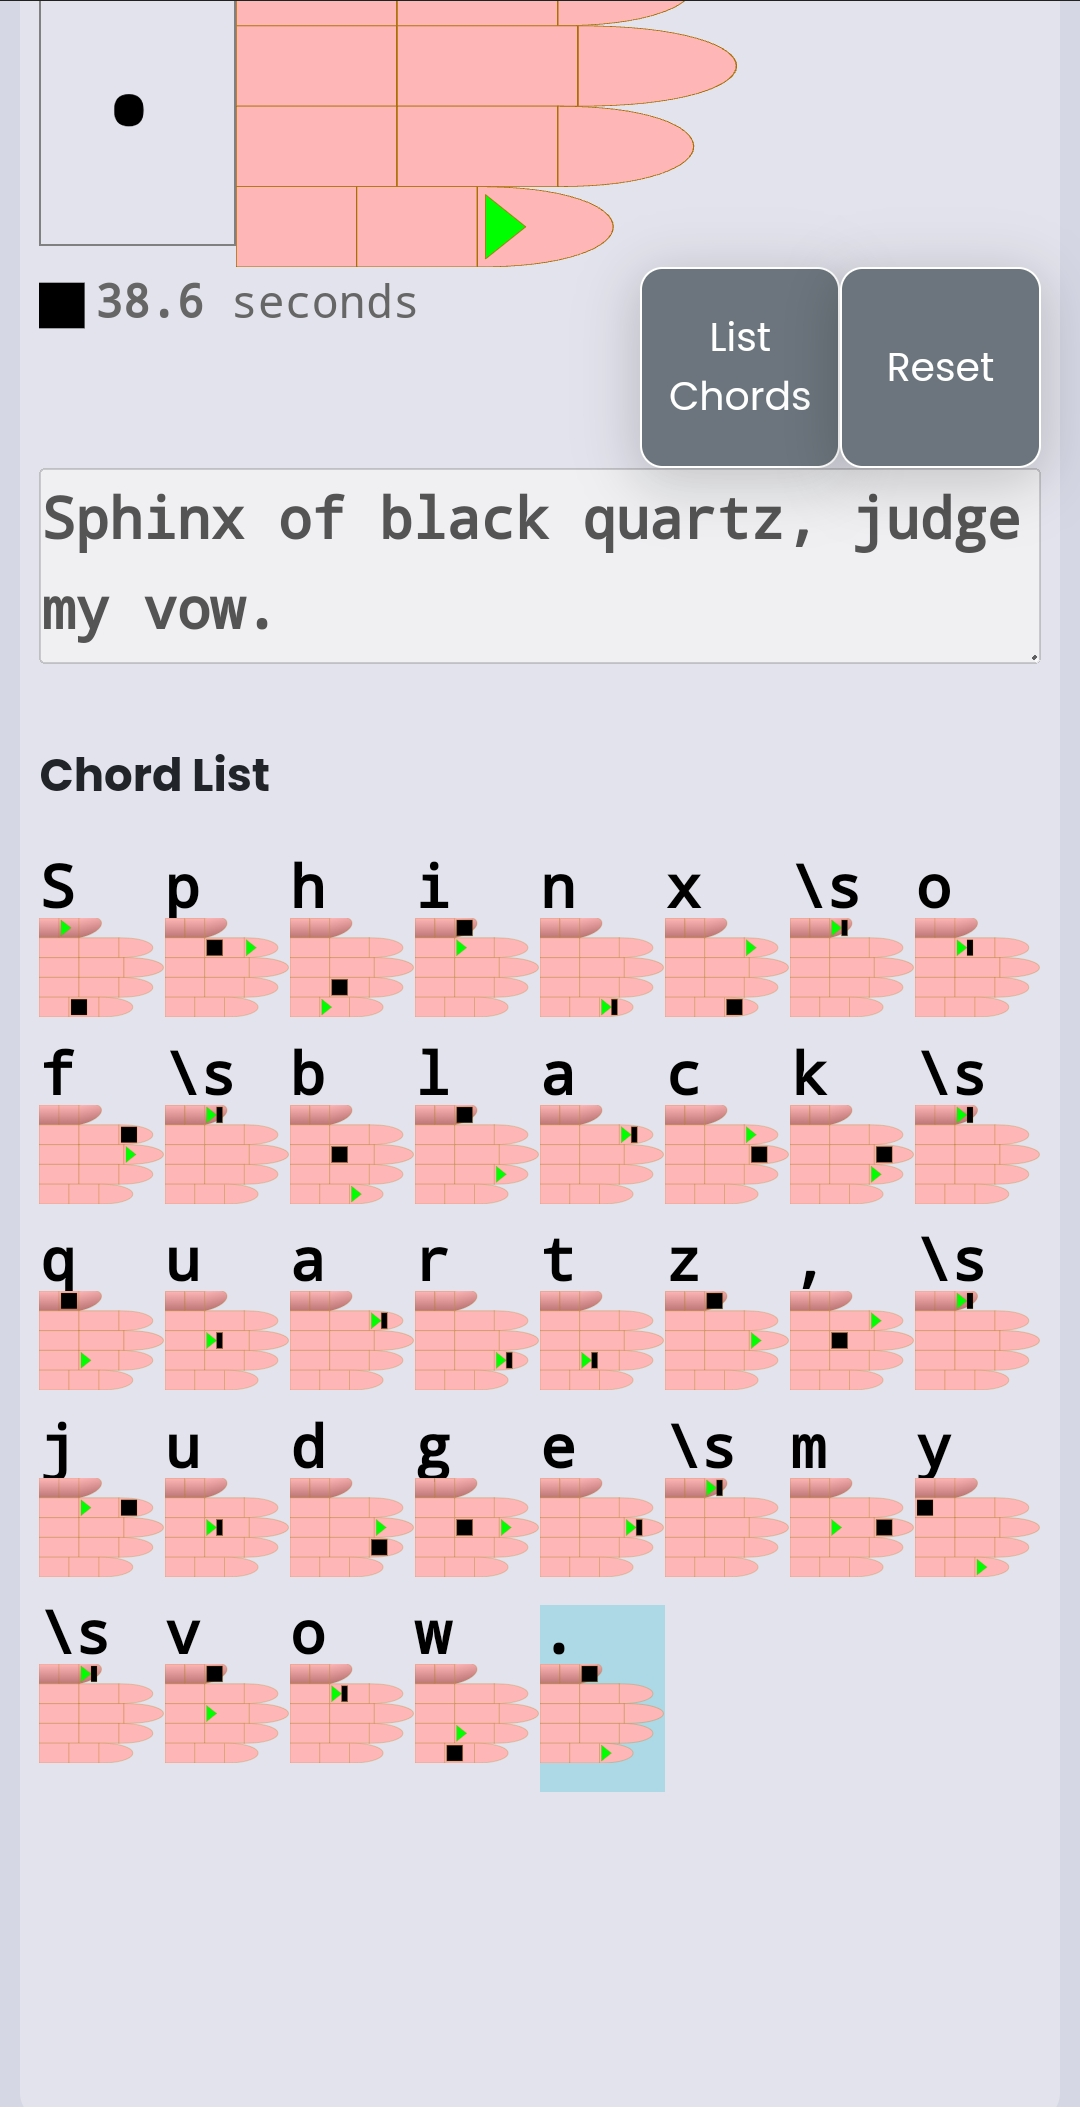 .
38.6 seconds
List
Chords
Reset
Sphinx of black quartz, judge
my vow.
Chord List
S p h i n x \s o
f \s b l a c k \s
q u a r t z , \s
j u d g e \s m y
\s v o w .